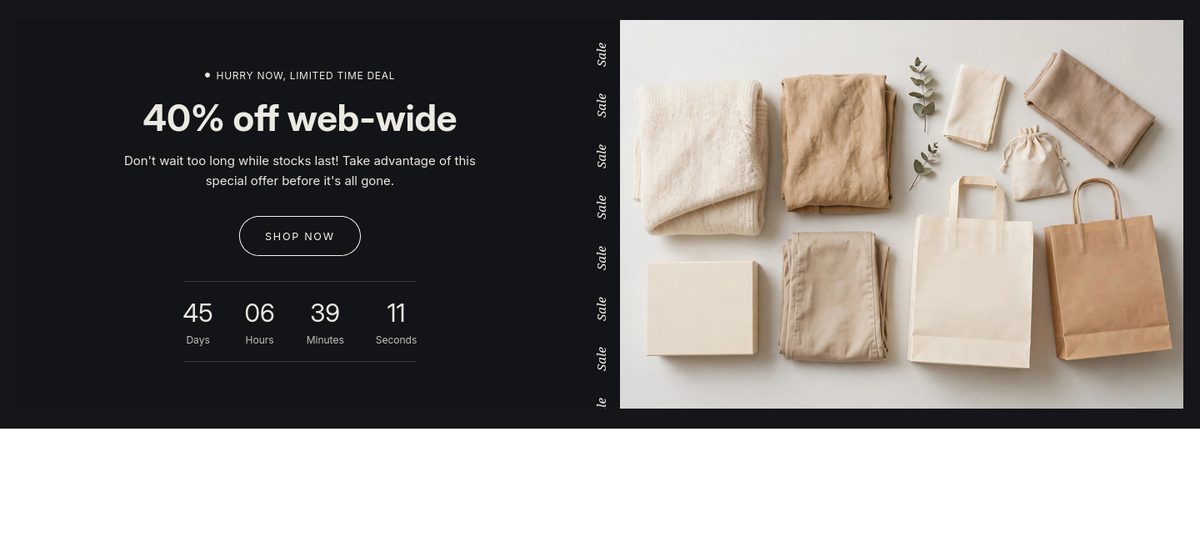 HURRY NOW, LIMITED TIME DEAL
40% off web-wide
Don't wait too long while stocks last! Take advantage of this
special offer before it's all gone.
SHOP NOW
45 06 39 11
Days Hours Minutes Seconds
Sale
Sale
Sale
Sale
Sale
Sale
Sale
le